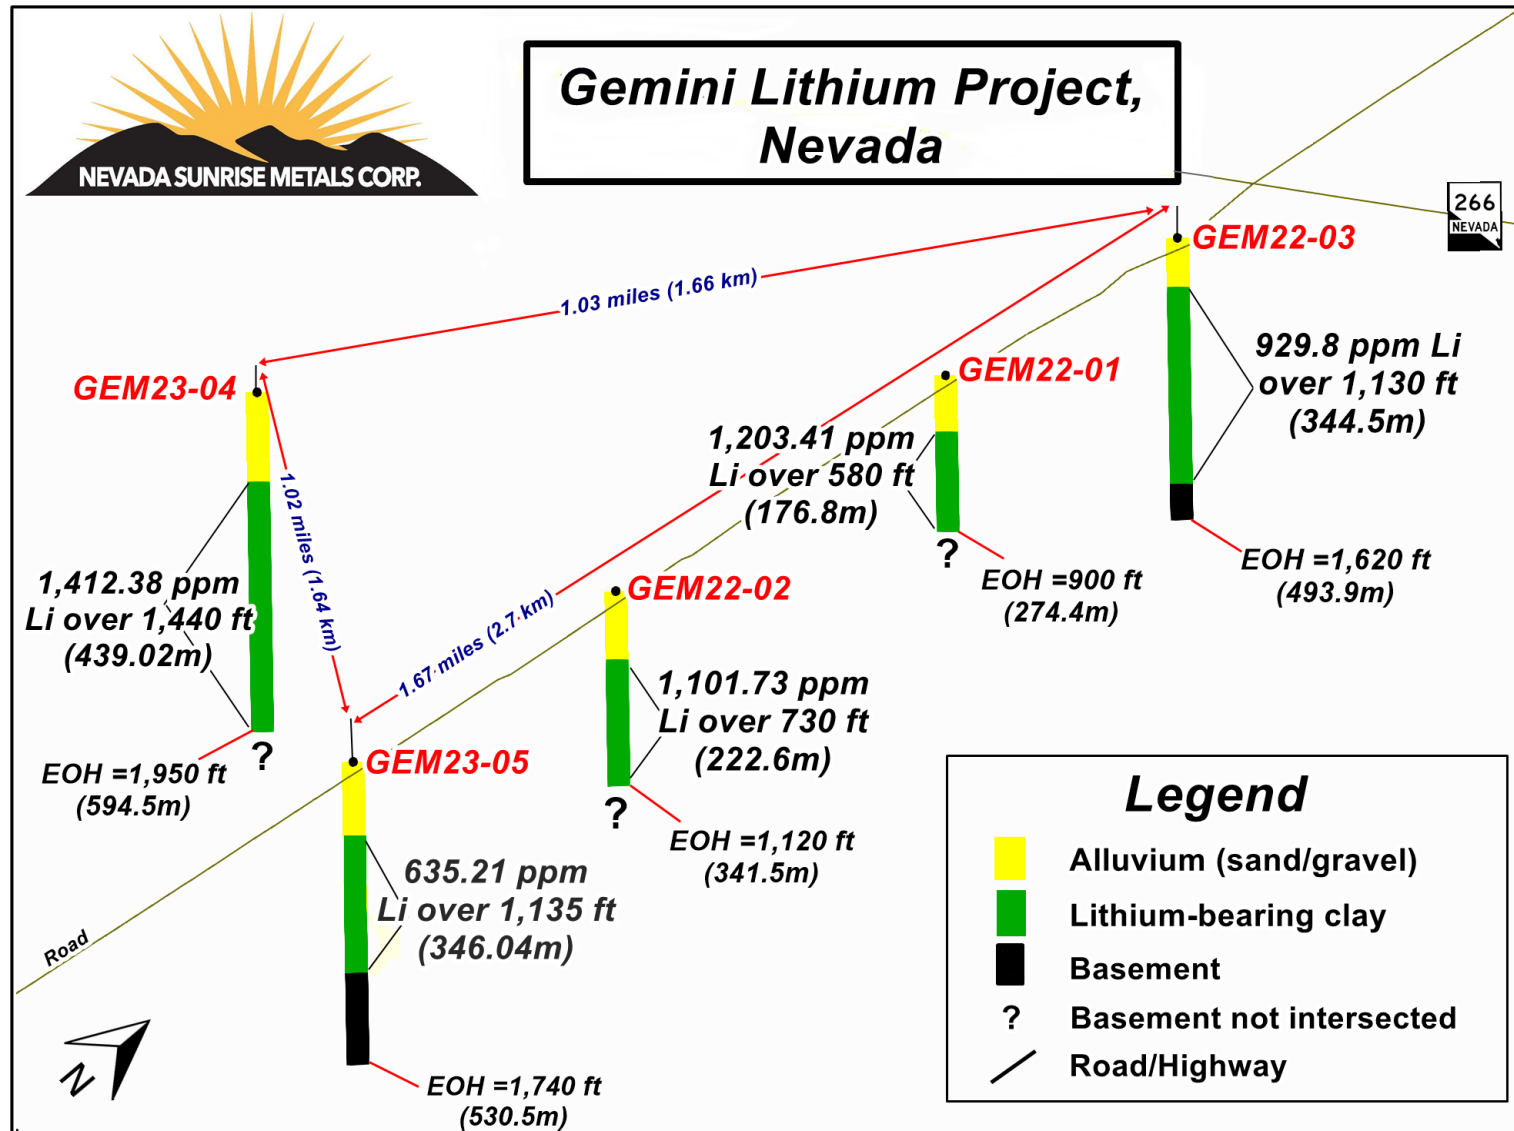 NEVADA SUNRISE METALS CORP.
Gemini Lithium Project,
Nevada
266
NEVADA
GEM22-03
1.03 miles (1.66 km)
929.8 ppm Li
over 1,130 ft
(344.5m)
GEM22-01
GEM23-04
1,203.41 ppm
Li over 580 ft
(176.8m)
1.02 miles (1.64 km)
?
EOH =1,620 ft
(493.9m)
EOH =900 ft
(274.4m)
1,412.38 ppm
Li over 1,440 ft
(439.02m)
GEM22-02
1.67 miles (2.7 km)
1,101.73 ppm
Li over 730 ft
(222.6m)
?
EOH =1,950 ft
(594.5m)
GEM23-05
?
EOH =1,120 ft
(341.5m)
635.21 ppm
Li over 1,135 ft
(346.04m)
Road
N
EOH =1,740 ft
(530.5m)
Legend
Alluvium (sand/gravel)
Lithium-bearing clay
Basement
? Basement not intersected
Road/Highway